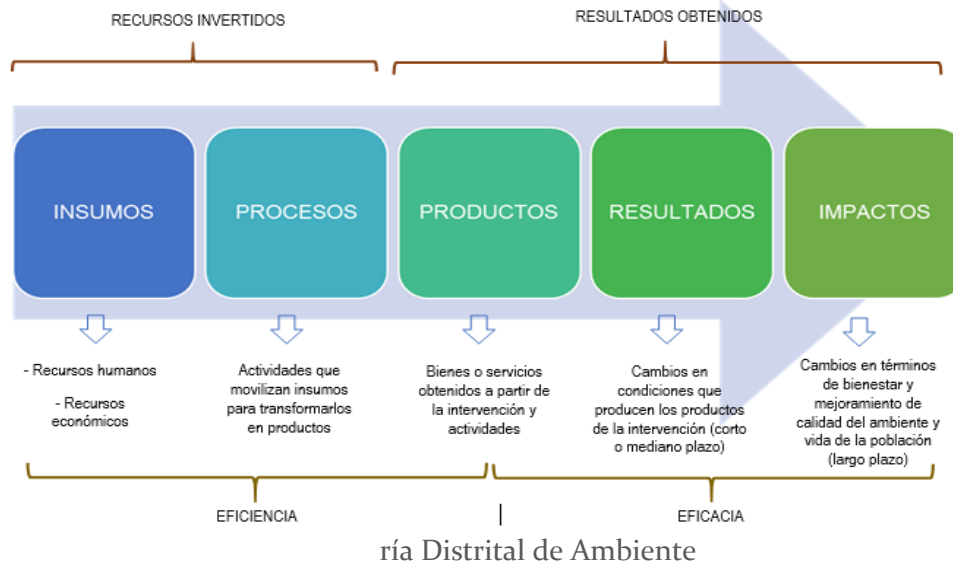 RECURSOS INVERTIDOS
RESULTADOS OBTENIDOS
INSUMOS
PROCESOS
PRODUCTOS
RESULTADOS
IMPACTOS
- Recursos humanos
- Recursos
económicos
Actividades que
movilizan insumos
para transformarlos
en productos
Bienes o servicios
obtenidos a partir de
la intervención y
actividades
Cambios en
condiciones que
producen los productos
de la intervención (corto
o mediano plazo)
Cambios en términos
de bienestar y
mejoramiento de
calidad del ambiente y
vida de la población
(largo plazo)
EFICIENCIA
EFICACIA
ría Distrital de Ambiente